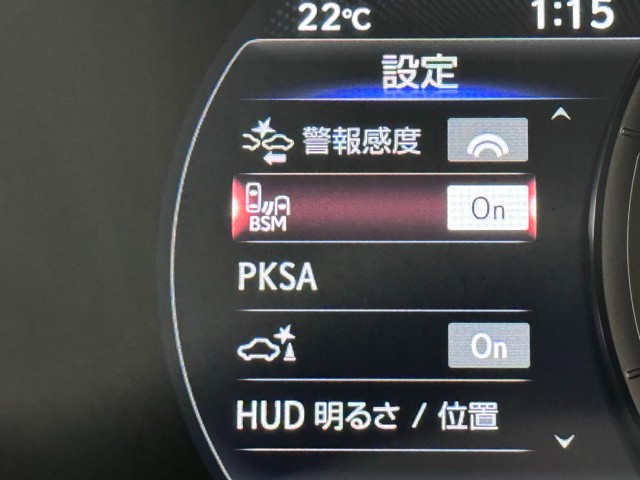 22°C 1:15
設定
警報感度
BSM On
PKSA
On
HUD 明るさ / 位置